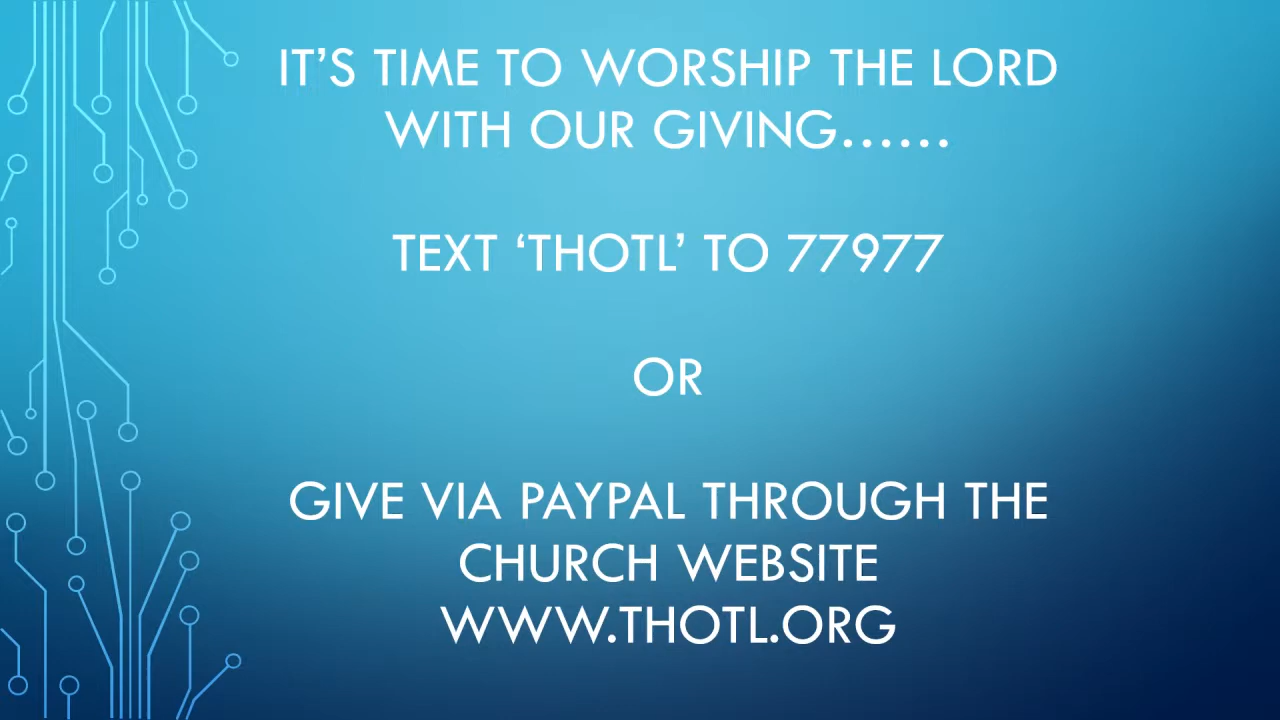 IT’S TIME TO WORSHIP THE LORD
WITH OUR GIVING……
TEXT ‘THOTL’ TO 77977
OR
GIVE VIA PAYPAL THROUGH THE
CHURCH WEBSITE
WWW.THOTL.ORG